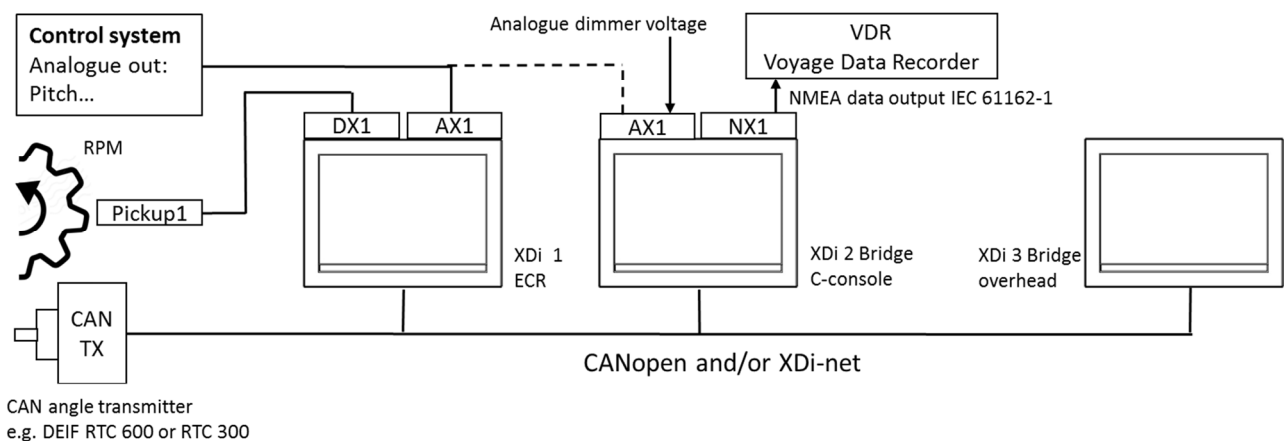 Control system
Analogue out:
Pitch...
Analogue dimmer voltage
VDR
Voyage Data Recorder
NMEA data output IEC 61162-1
DX1
AX1
AX1
NX1
RPM
Pickup1
XDi 1
ECR
XDi 2 Bridge
C-console
XDi 3 Bridge
overhead
CAN
TX
CANopen and/or XDi-net
CAN angle transmitter
e.g. DEIF RTC 600 or RTC 300